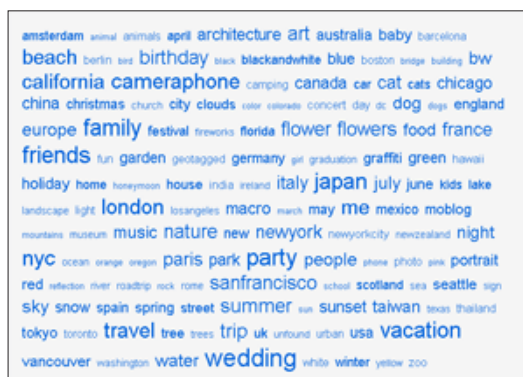 amsterdam animal animals april architecture art australia baby barcelona
beach berlin bird birthday black blackandwhite blue boston bridge building bw
california cameraphone camping canada car cat cats chicago
china christmas church city clouds color colorado concert day dc dog dogs england
europe family festival fireworks florida flower flowers food france
friends fun garden geotagged germany girl graduation graffiti green hawaii
holiday home honeymoon house india ireland italy japan july june kids lake
landscape light london losangeles macro march may me mexico moblog
mountains museum music nature new newyork newyorkcity newzealand night
nyc ocean orange oregon paris park party people phone photo pink portrait
red reflection river roadtrip rock rome sanfrancisco school scotland sea seattle sign
sky snow spain spring street summer sun sunset taiwan texas thailand
tokyo toronto travel tree trees trip uk unfound urban usa vacation
vancouver washington water wedding white winter yellow zoo